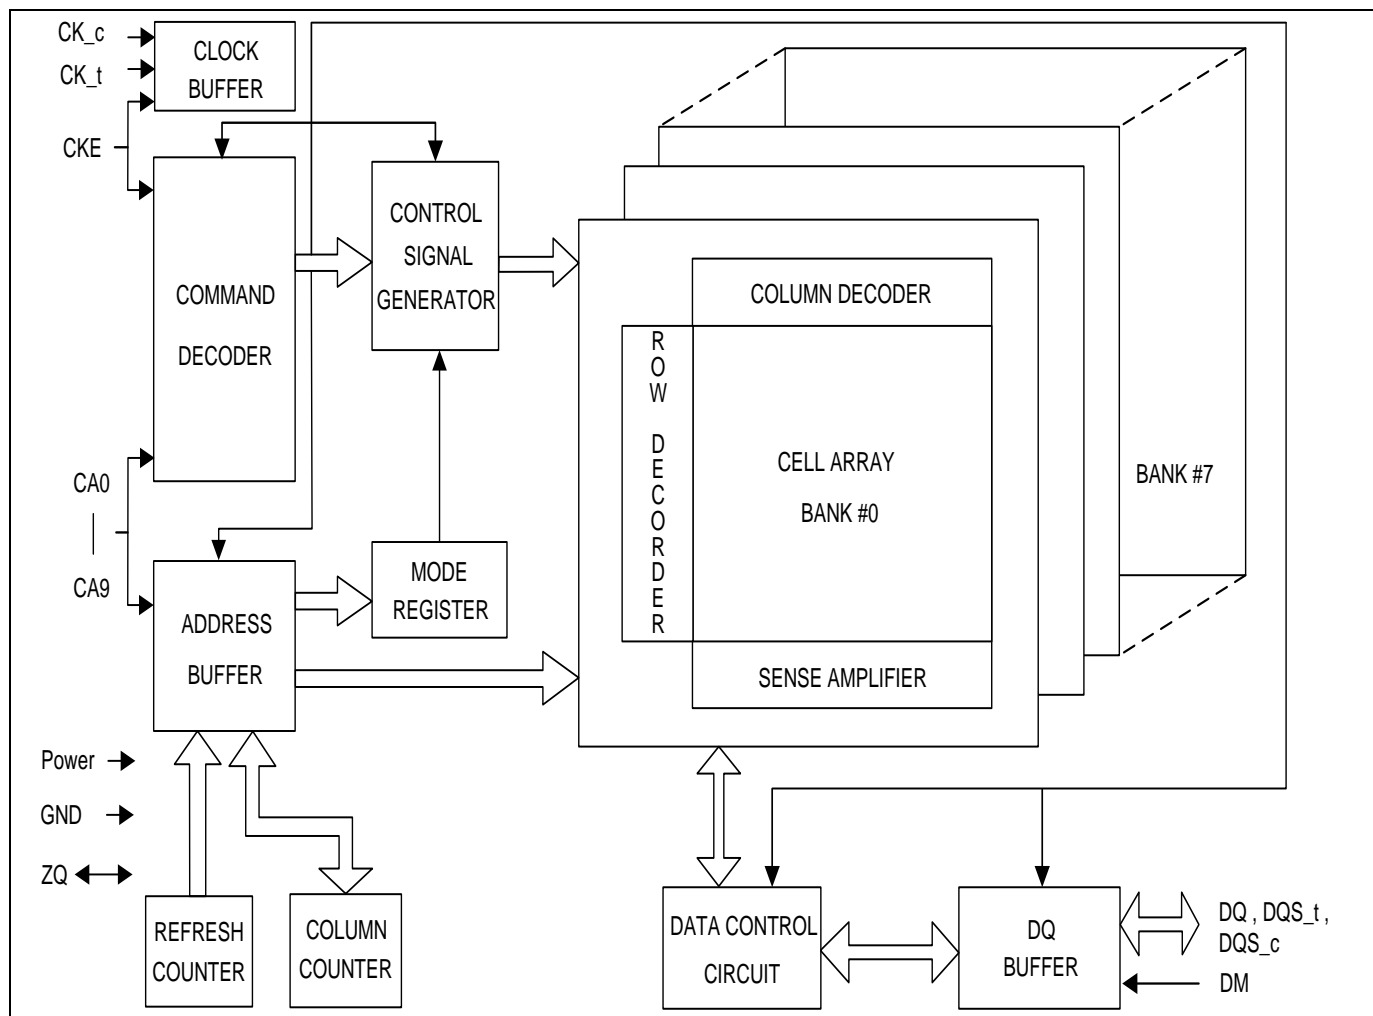 CK_c
CK_t
CKE
CLOCK
BUFFER
COMMAND
DECODER
CONTROL
SIGNAL
GENERATOR
CA0
CA9
ADDRESS
BUFFER
MODE
REGISTER
COLUMN DECODER
ROW DECORDER
CELL ARRAY
BANK #0
SENSE AMPLIFIER
BANK #7
Power
GND
ZQ
REFRESH
COUNTER
COLUMN
COUNTER
DATA CONTROL
CIRCUIT
DQ
BUFFER
DQ , DQS_t ,
DQS_c
DM